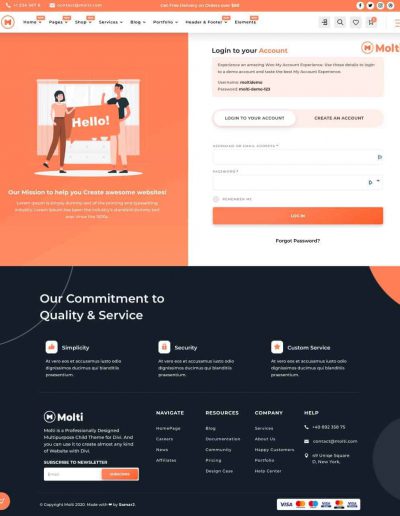 +1 234 567 8 contact@molti.com Get Free Delivery on Orders over $99!
M Home Pages Shop Services Blog Portfolio Header & Footer Elements
Login to your Account
Molti
Experience an amazing Woo My Account Experience. Use these details to login
to a demo account and taste the best My Account Experience.
Username: moltidemo
Password: molti-demo-123
LOGIN TO YOUR ACCOUNT CREATE AN ACCOUNT
USERNAME OR EMAIL ADDRESS *
PASSWORD *
REMEMBER ME
LOG IN
Forgot Password?
Hello!
Our Mission to help you Create awesome websites!
Lorem Ipsum is simply dummy text of the printing and typesetting
industry. Lorem Ipsum has been the industry's standard dummy text
ever since the 1500s.
Our Commitment to
Quality & Service
Simplicity Security Custom Service
At vero eos et accusamus iusto odio At vero eos et accusamus iusto odio At vero eos et accusamus iusto odio
dignissimos ducimus qui blanditiis dignissimos ducimus qui blanditiis dignissimos ducimus qui blanditiis
praesentium. praesentium. praesentium.
Molti
Molti is a Professionally Designed
Multipurpose Child Theme for Divi. And
you can use it to create almost any kind
of Website with Divi.
SUBSCRIBE TO NEWSLETTER
Email SUBSCRIBE
NAVIGATE
HomePage
Careers
News
Affiliates
RESOURCES
Blog
Documentation
Community
Pricing
Design Case
COMPANY
Services
About Us
Happy Customers
Portfolio
Help Center
HELP
+40 892 358 75
contact@molti.com
Unique Square
D, New York.
Copyright Molti 2020. Made with ❤ by SamarJ.
VISA